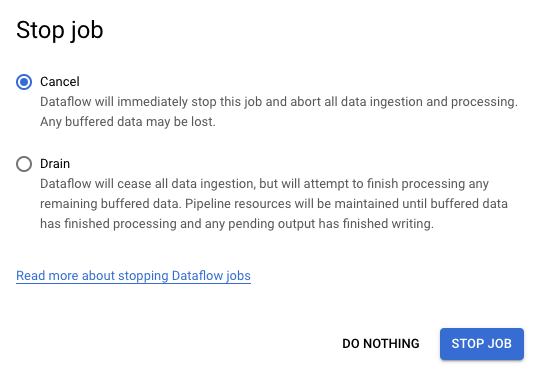 Stop job
Cancel
Dataflow will immediately stop this job and abort all data ingestion and processing.
Any buffered data may be lost.
Drain
Dataflow will cease all data ingestion, but will attempt to finish processing any
remaining buffered data. Pipeline resources will be maintained until buffered data
has finished processing and any pending output has finished writing.
Read more about stopping Dataflow jobs
DO NOTHING
STOP JOB